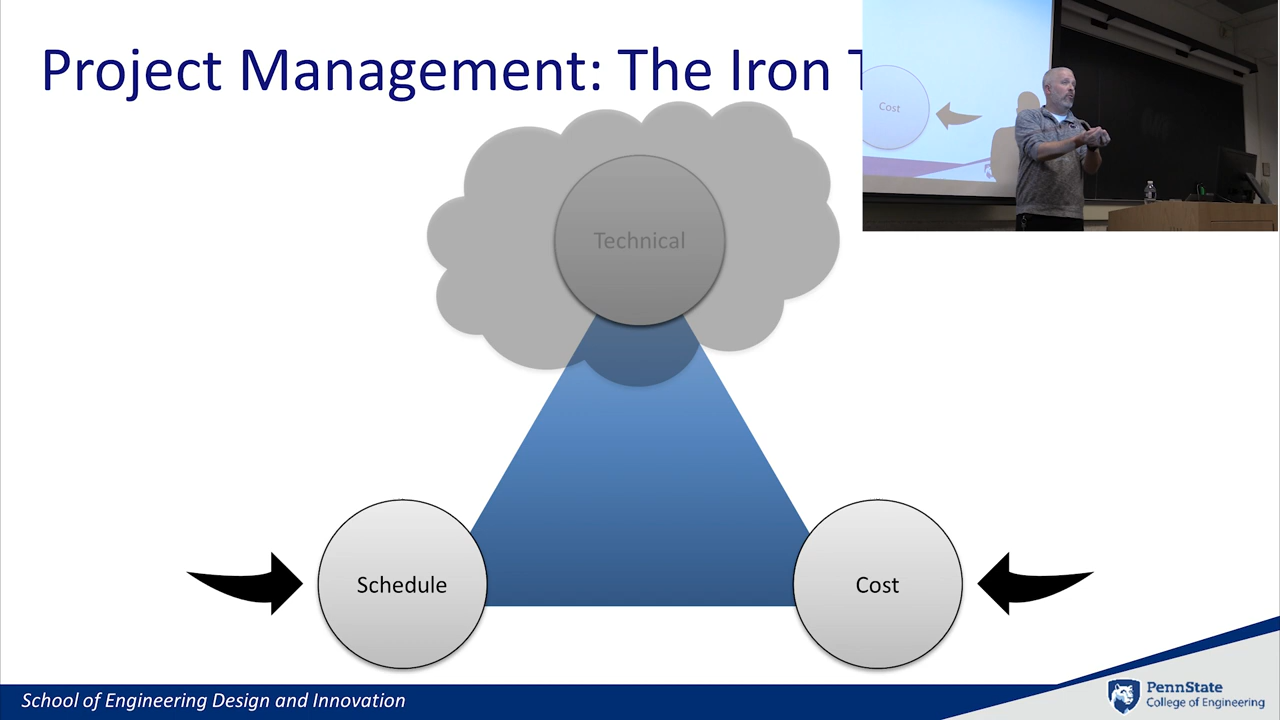 Project Management: The Iron T
Cost
Technical
Schedule
Cost
School of Engineering Design and Innovation
PennState
College of Engineering